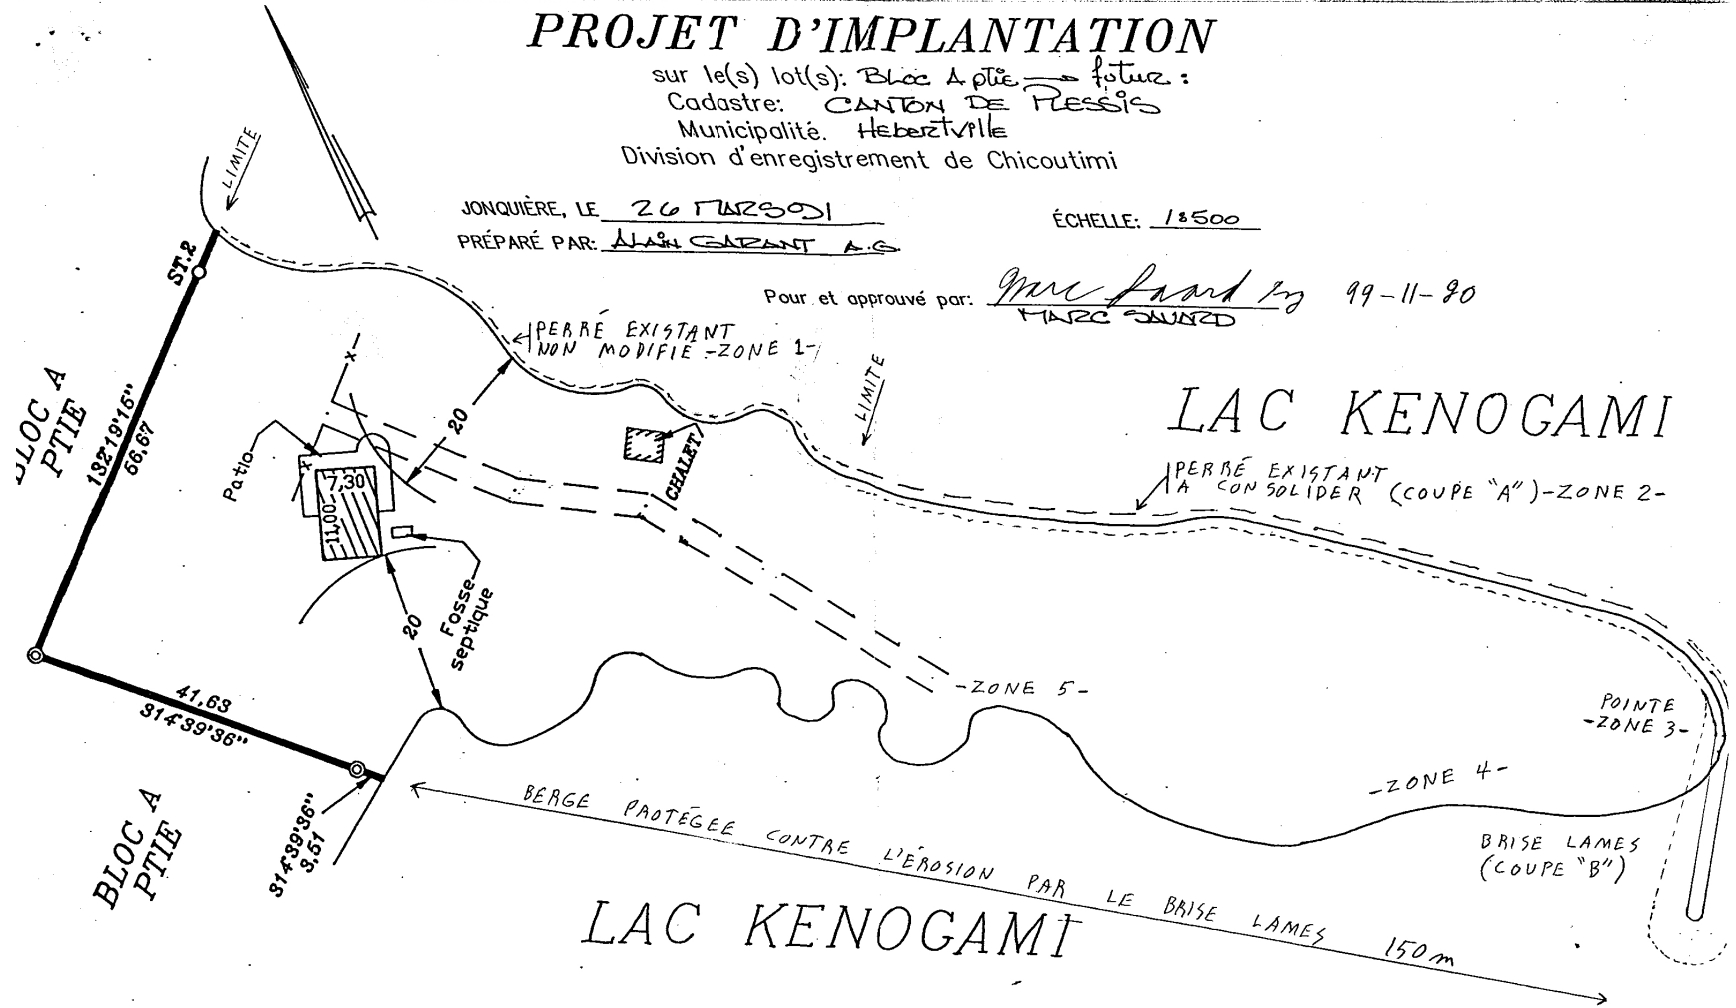 PROJET D'IMPLANTATION
sur le(s) lot(s): Bloc A ptie → futur :
Cadastre: CANTON DE PLESSIS
Municipalité. Hebertville
Division d'enregistrement de Chicoutimi
JONQUIÈRE, LE 26 MARS 91
ÉCHELLE: 1:500
PRÉPARÉ PAR: ALAIN GARANT A.G
Pour et approuvé par: Marc Savard 99-11-20
MARC SAVARD
LIMITE
ST.2
PERRÉ EXISTANT
NON MODIFIÉ -ZONE 1-
LIMITE
LAC KENOGAMI
PERRÉ EXISTANT
A CONSOLIDER (COUPE "A")-ZONE 2-
BLOC A
PTIE
132°19'15"
66,67
x
20
Patio
x
7,30
11,00
CHALET
20
Fosse
septique
-ZONE 5-
POINTE
-ZONE 3-
-ZONE 4-
41,63
314°39'36"
BLOC A
PTIE
314°39'36"
3,51
BERGE PROTÉGÉE CONTRE L'ÉROSION PAR LE BRISE LAMES 150 m
BRISE LAMES
(COUPE "B")
LAC KENOGAMI